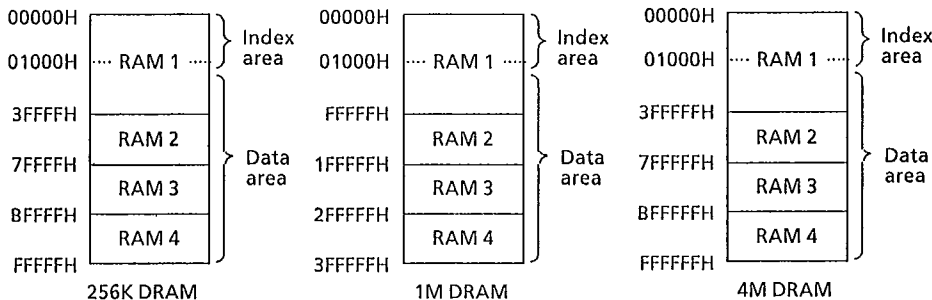 00000H
Index
01000H
RAM 1
area
3FFFFH
RAM 2
7FFFFH
Data
RAM 3
area
BFFFFH
RAM 4
FFFFFH
256K DRAM
00000H
Index
01000H
RAM 1
area
FFFFFH
RAM 2
1FFFFFH
Data
RAM 3
area
2FFFFFH
RAM 4
3FFFFFH
1M DRAM
00000H
Index
01000H
RAM 1
area
3FFFFFH
RAM 2
7FFFFFH
Data
RAM 3
area
BFFFFFH
RAM 4
FFFFFFH
4M DRAM